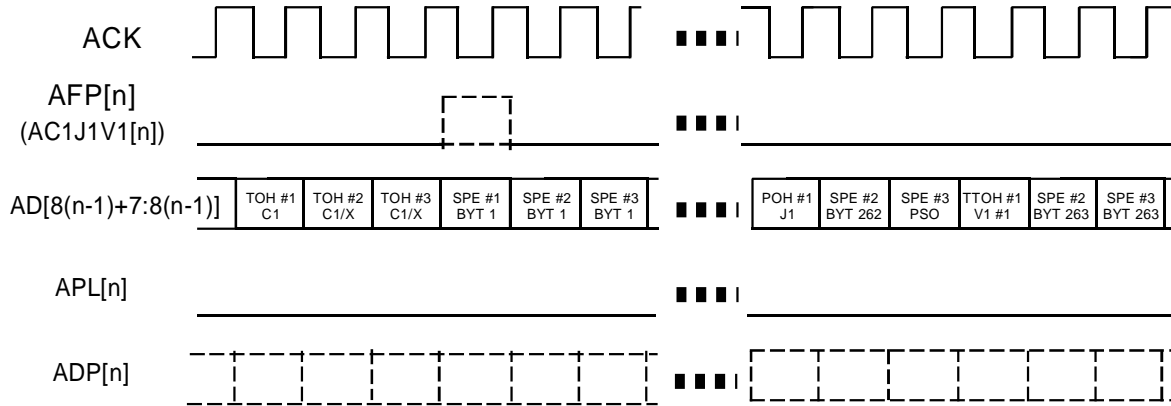 ACK
AFP[n]
(AC1J1V1[n])
AD[8(n-1)+7:8(n-1)]
TOH #1
C1
TOH #2
C1/X
TOH #3
C1/X
SPE #1
BYT 1
SPE #2
BYT 1
SPE #3
BYT 1
POH #1
J1
SPE #2
BYT 262
SPE #3
PSO
TTOH #1
V1 #1
SPE #2
BYT 263
SPE #3
BYT 263
APL[n]
ADP[n]